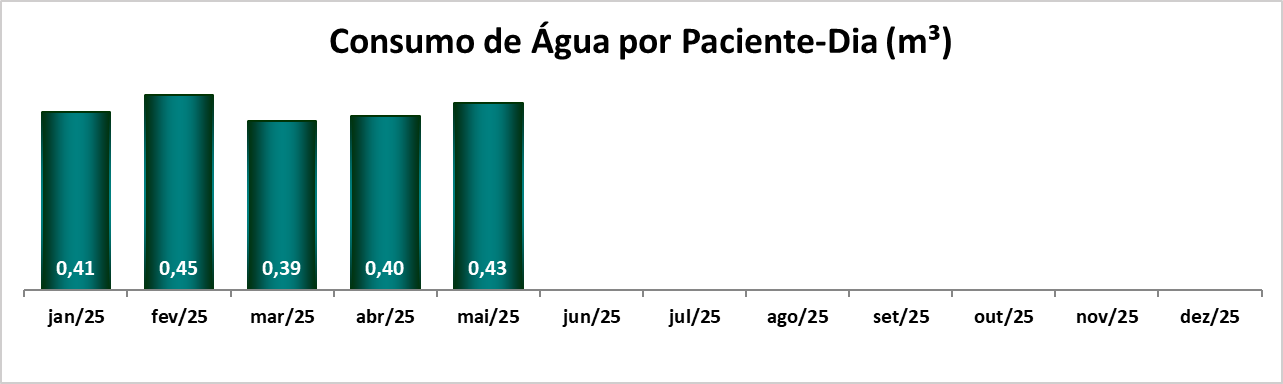 Consumo de Água por Paciente-Dia (m³)
0,41 0,45 0,39 0,40 0,43
jan/25 fev/25 mar/25 abr/25 mai/25 jun/25 jul/25 ago/25 set/25 out/25 nov/25 dez/25